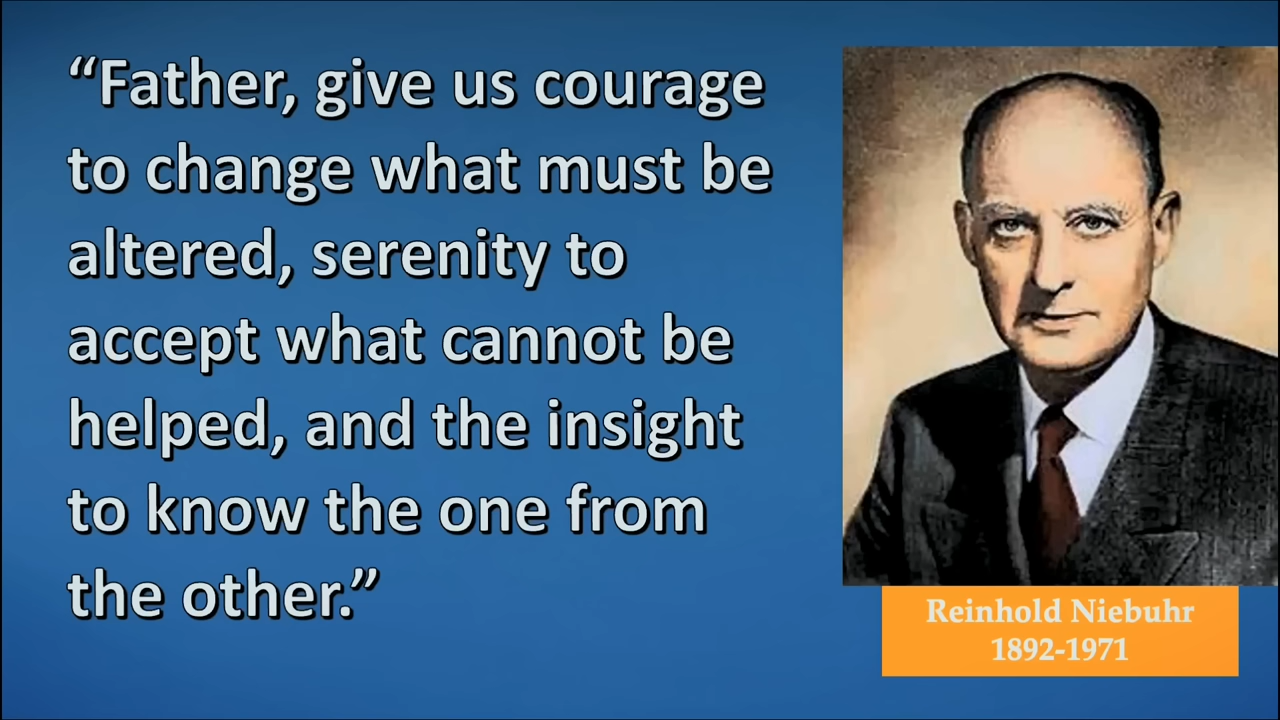 “Father, give us courage
to change what must be
altered, serenity to
accept what cannot be
helped, and the insight
to know the one from
the other.”
Reinhold Niebuhr
1892-1971